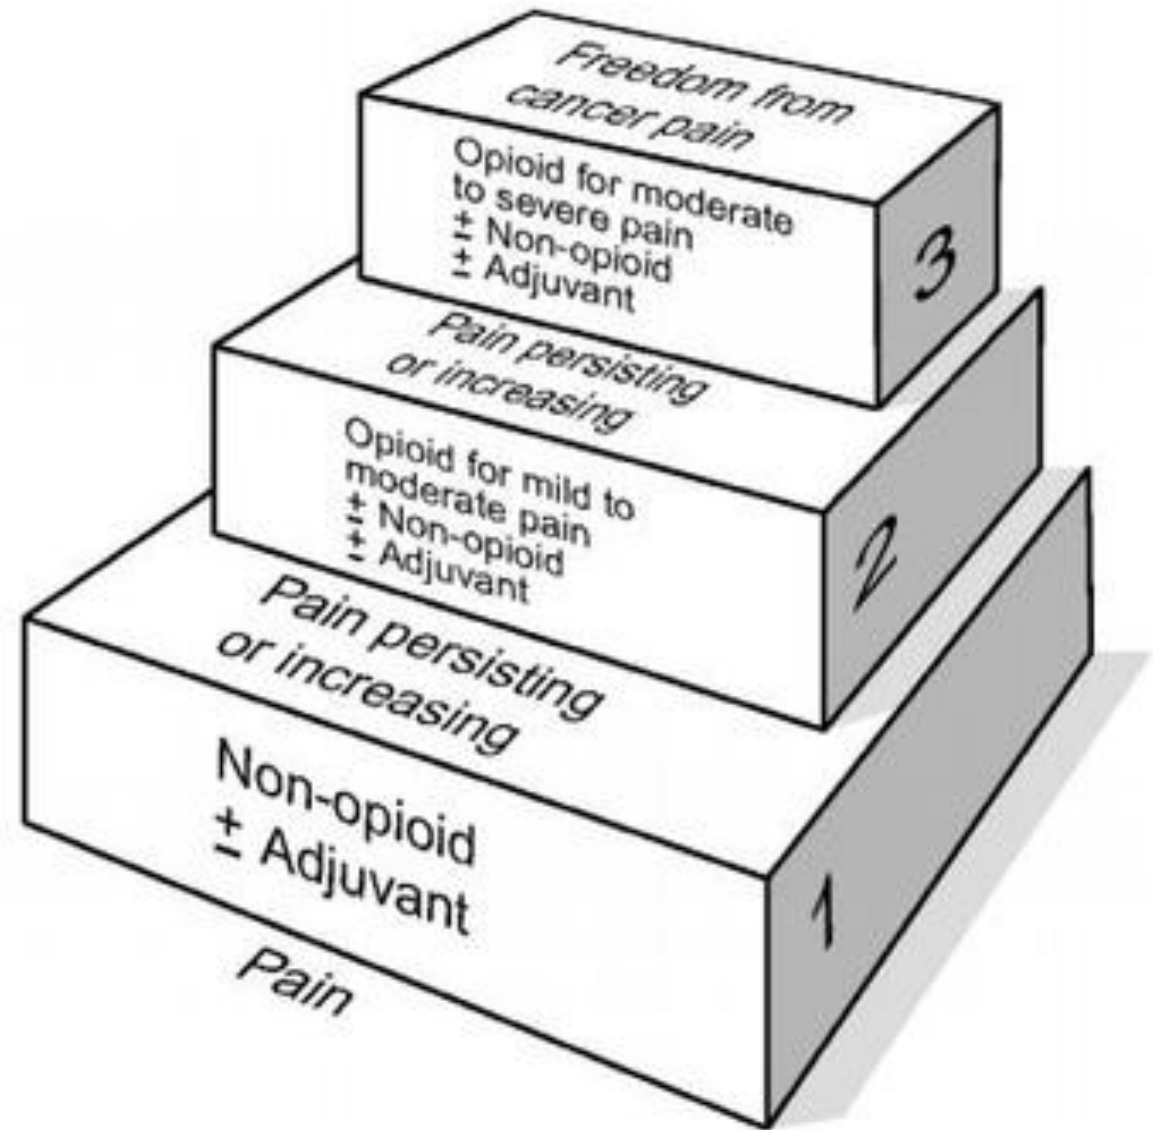 Freedom from
cancer pain
Opioid for moderate
to severe pain
± Non-opioid
± Adjuvant
3
Pain persisting
or increasing
Opioid for mild to
moderate pain
± Non-opioid
± Adjuvant
2
Pain persisting
or increasing
Non-opioid
± Adjuvant
1
Pain